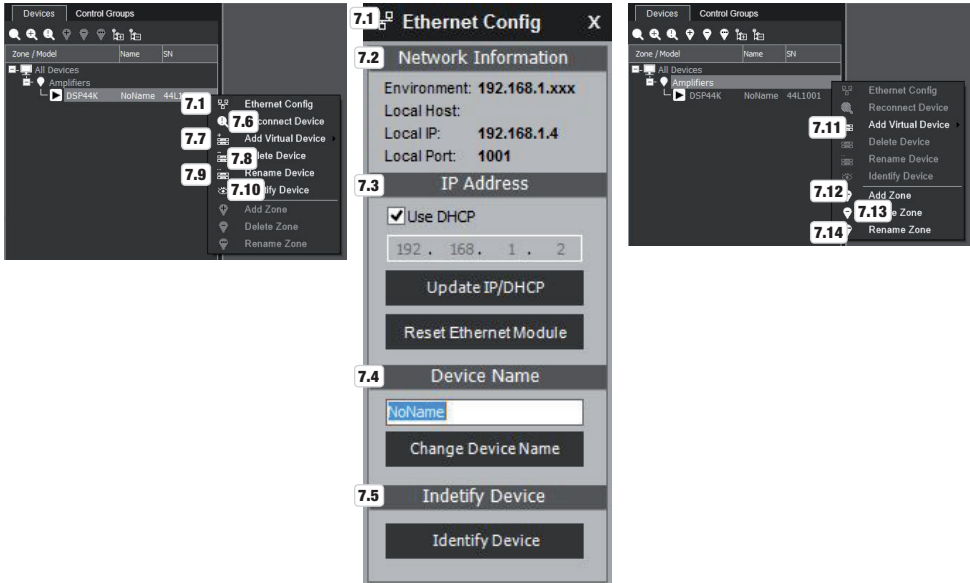 Devices Control Groups
Zone / Model Name SN
All Devices
Amplifiers
DSP44K NoName
7.1 Ethernet Config
7.6 Device
7.7 Add Virtual Device
7.8 Device
7.9 Rename Device
7.10 Device
Add Zone
Delete Zone
Rename Zone
7.1 Ethernet Config X
7.2 Network Information
Environment: 192.168.1.xxx
Local Host:
Local IP: 192.168.1.4
Local Port: 1001
7.3 IP Address
Use DHCP
192 . 168 . 1 . 2
Update IP/DHCP
Reset Ethernet Module
7.4 Device Name
NoName
Change Device Name
7.5 Indetify Device
Identify Device
Devices Control Groups
Zone / Model Name SN
All Devices
Amplifiers
DSP44K NoName 44L1001
Ethernet Config
Reconnect Device
7.11 Add Virtual Device
Delete Device
Rename Device
Identify Device
7.12 Add Zone
7.13 Zone
7.14 Rename Zone